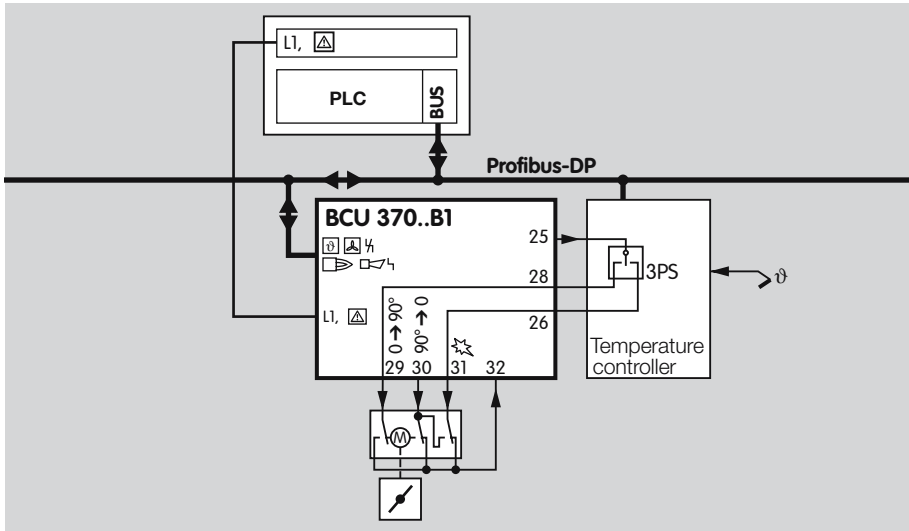 L1,
PLC
BUS
Profibus-DP
BCU 370..B1
ϑ
25
3PS
ϑ
28
L1,
0➔90°
90°➔0
26
Temperature
controller
29 30 31 32
M